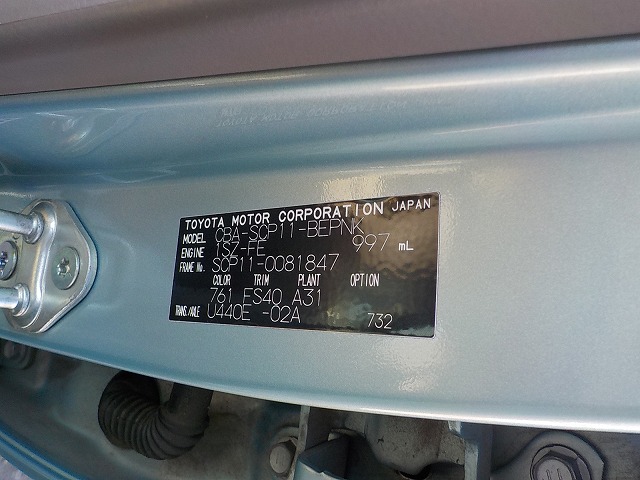 TOYOTA MOTOR CORPORATION JAPAN
MODEL CBA-SCP11-BEPNK
ENGINE 1SZ-FE 997 mL
FRAME No. SCP11-0081847
COLOR TRIM PLANT OPTION
761 FS40 A31
TRANS./AXLE U440E -02A 732